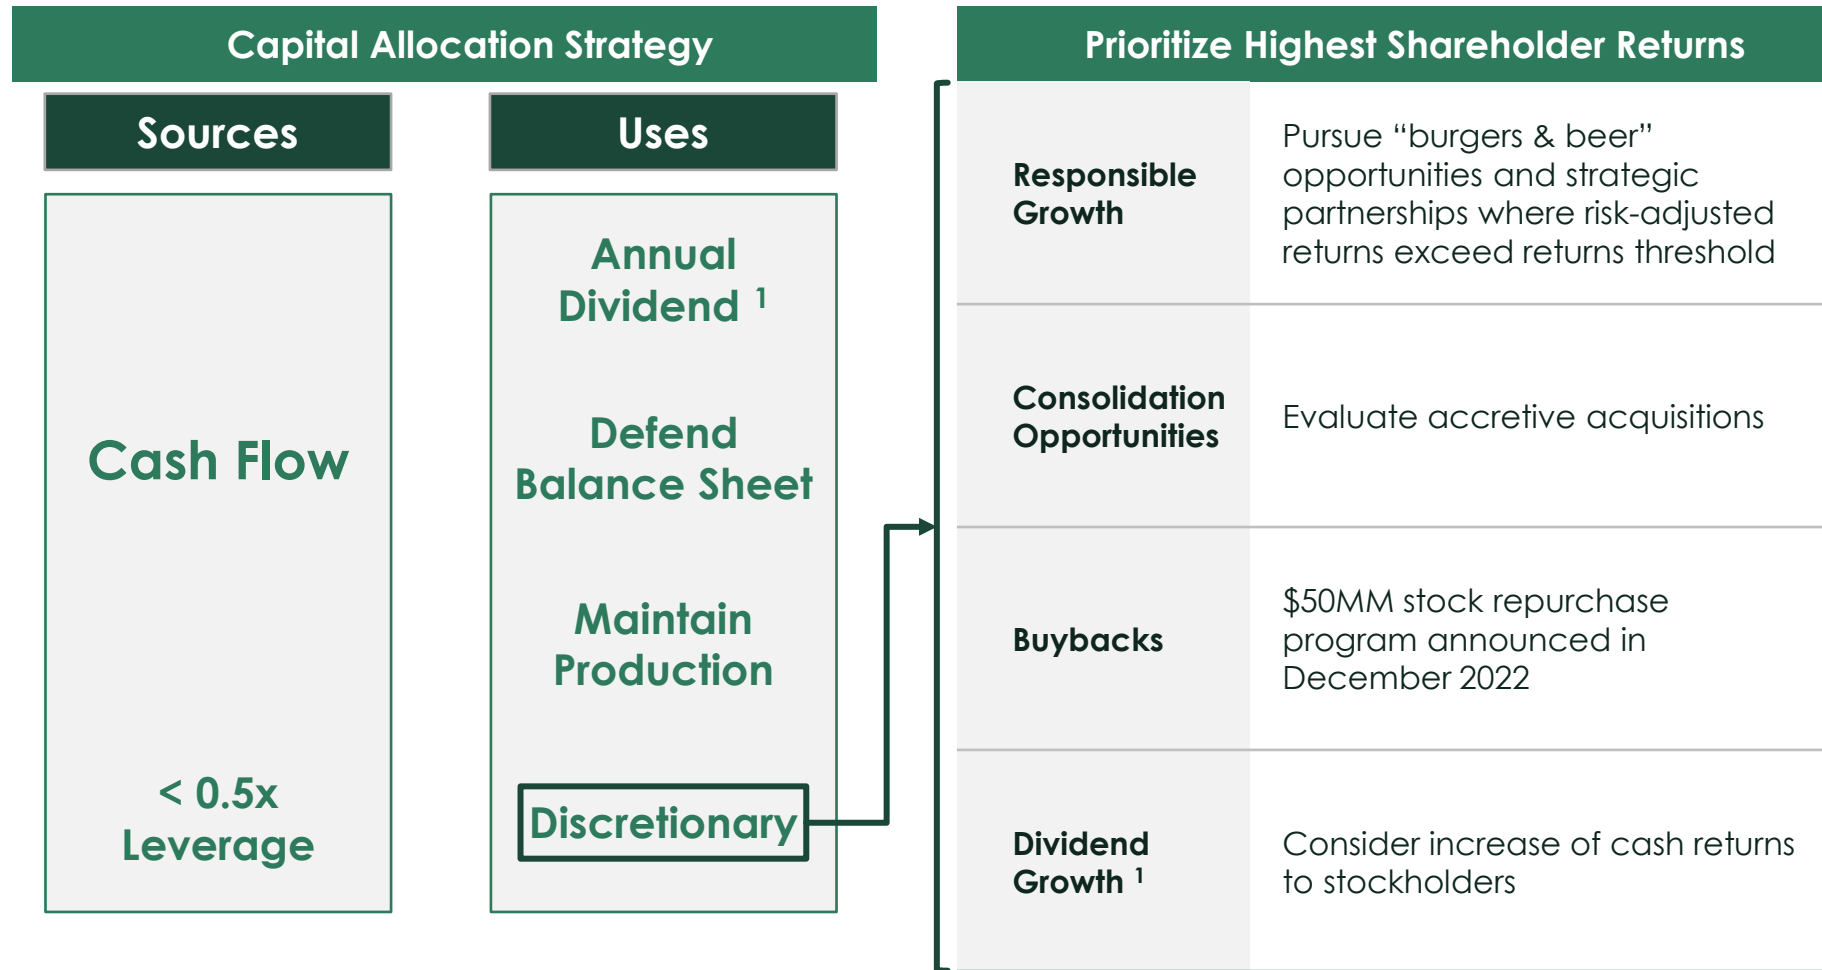 Capital Allocation Strategy
Sources
Uses
Cash Flow
< 0.5x
Leverage
Annual
Dividend ¹
Defend
Balance Sheet
Maintain
Production
Discretionary
Prioritize Highest Shareholder Returns
Responsible
Growth
Pursue “burgers & beer”
opportunities and strategic
partnerships where risk-adjusted
returns exceed returns threshold
Consolidation
Opportunities
Evaluate accretive acquisitions
Buybacks
$50MM stock repurchase
program announced in
December 2022
Dividend
Growth ¹
Consider increase of cash returns
to stockholders